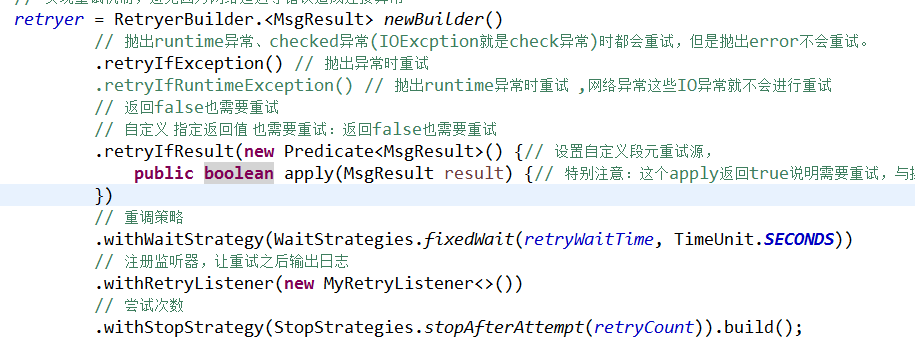 retryer = RetryerBuilder.<MsgResult> newBuilder()
// 抛出runtime异常、checked异常(IOExcption就是check异常)时都会重试，但是抛出error不会重试。
.retryIfException() // 抛出异常时重试
.retryIfRuntimeException() // 抛出runtime异常时重试 ,网络异常这些IO异常就不会进行重试
// 返回false也需要重试
// 自定义 指定返回值 也需要重试：返回false也需要重试
.retryIfResult(new Predicate<MsgResult>() {// 设置自定义段元重试源，
public boolean apply(MsgResult result) {// 特别注意：这个apply返回true说明需要重试，与
})
// 重调策略
.withWaitStrategy(WaitStrategies.fixedWait(retryWaitTime, TimeUnit.SECONDS))
// 注册监听器，让重试之后输出日志
.withRetryListener(new MyRetryListener<>())
// 尝试次数
.withStopStrategy(StopStrategies.stopAfterAttempt(retryCount)).build();